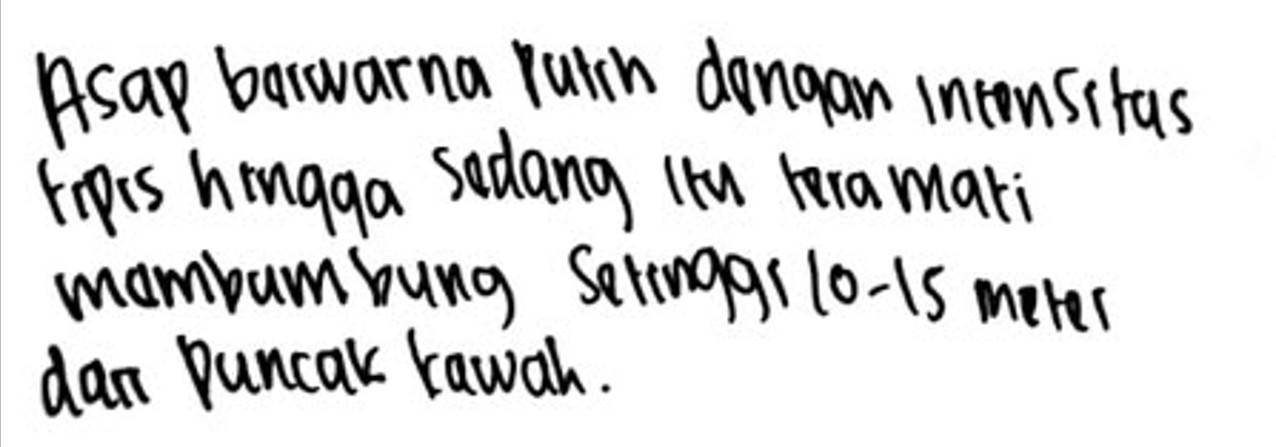 Asap berwarna putih dengan intensitas
tipis hingga sedang itu teramati
membumbung setinggi 10-15 meter
dari puncak kawah.